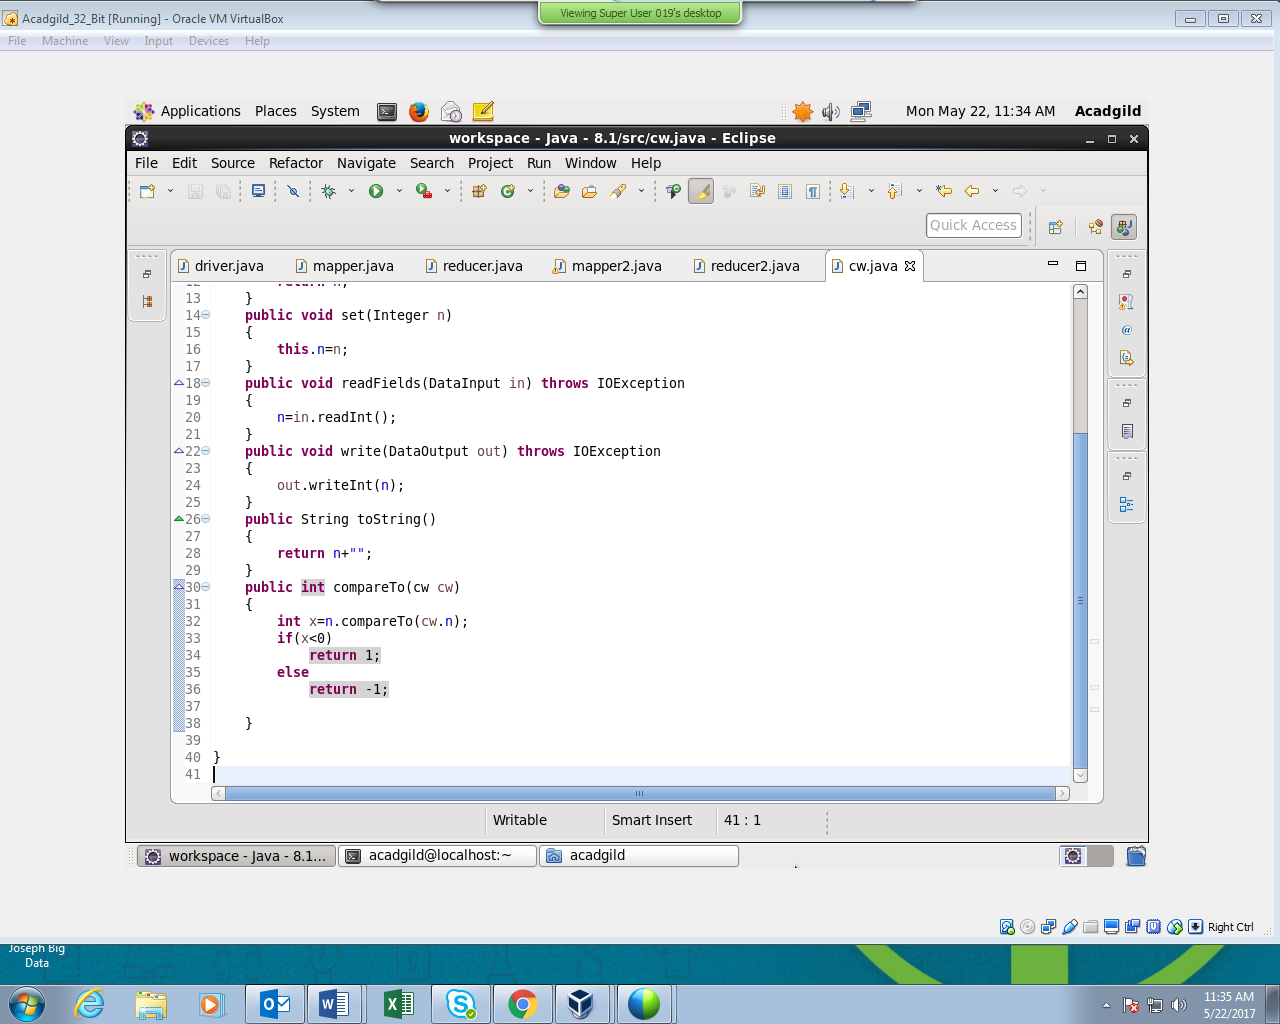 Viewing Super User 019's desktop
Acadgild_32_Bit [Running] - Oracle VM VirtualBox
File Machine View Input Devices Help
Applications Places System Mon May 22, 11:34 AM Acadgild
workspace - Java - 8.1/src/cw.java - Eclipse
File Edit Source Refactor Navigate Search Project Run Window Help
Quick Access
driver.java mapper.java reducer.java mapper2.java reducer2.java cw.java
12 return n;
13 }
14 public void set(Integer n)
15 {
16 this.n=n;
17 }
18 public void readFields(DataInput in) throws IOException
19 {
20 n=in.readInt();
21 }
22 public void write(DataOutput out) throws IOException
23 {
24 out.writeInt(n);
25 }
26 public String toString()
27 {
28 return n+"";
29 }
30 public int compareTo(cw cw)
31 {
32 int x=n.compareTo(cw.n);
33 if(x<0)
34 return 1;
35 else
36 return -1;
37
38 }
39
40 }
41
Writable Smart Insert 41 : 1
workspace - Java - 8.1... acadgild@localhost:~ acadgild
Right Ctrl
Joseph Big
Data
11:35 AM
5/22/2017